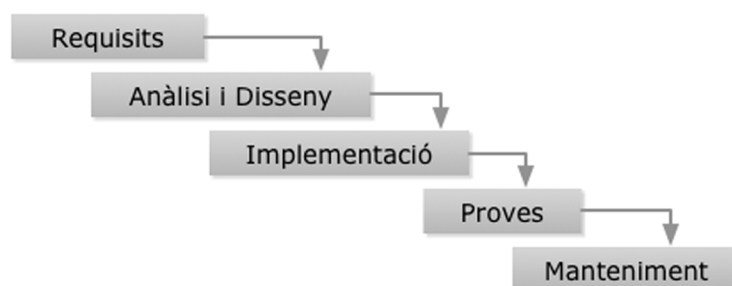 Requisits
Anàlisi i Disseny
Implementació
Proves
Manteniment